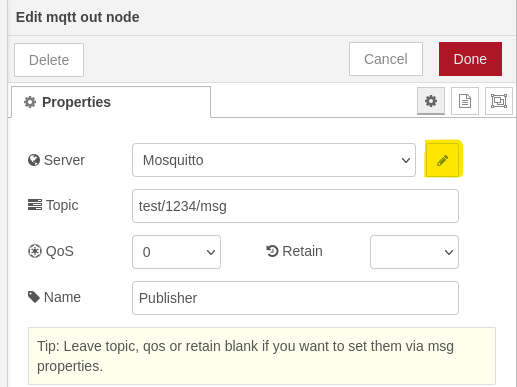 Edit mqtt out node
Delete
Cancel
Done
Properties
Server
Mosquitto
Topic
test/1234/msg
QoS
0
Retain
Name
Publisher
Tip: Leave topic, qos or retain blank if you want to set them via msg
properties.